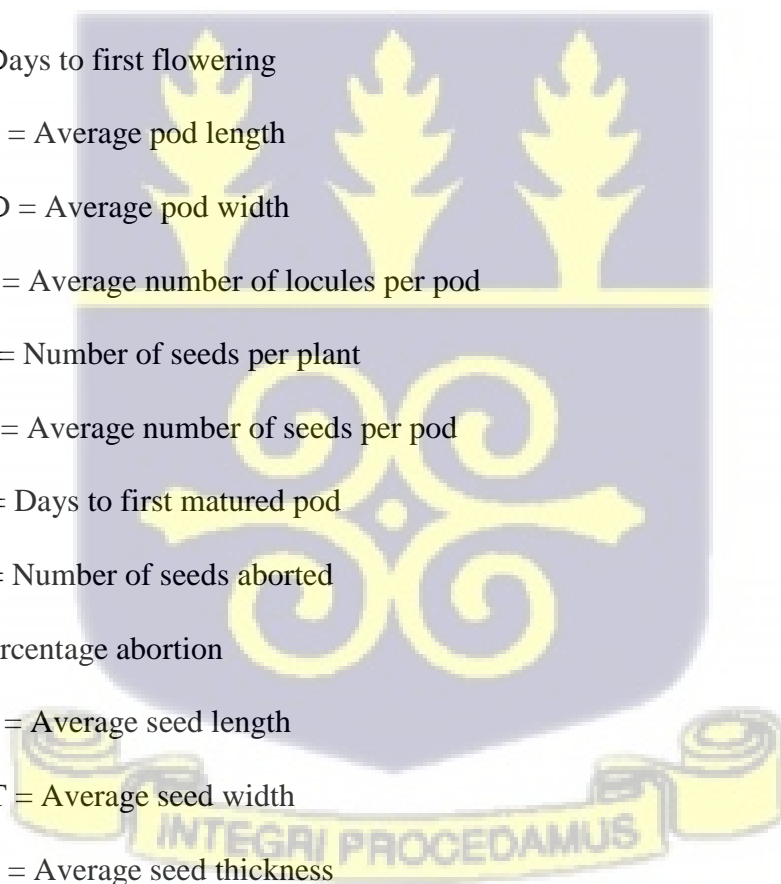 Days to first flowering
= Average pod length
D = Average pod width
= Average number of locules per pod
= Number of seeds per plant
= Average number of seeds per pod
= Days to first matured pod
= Number of seeds aborted
rcentage abortion
= Average seed length
T = Average seed width
= Average seed thickness
INTEGRI PROCEDAMUS